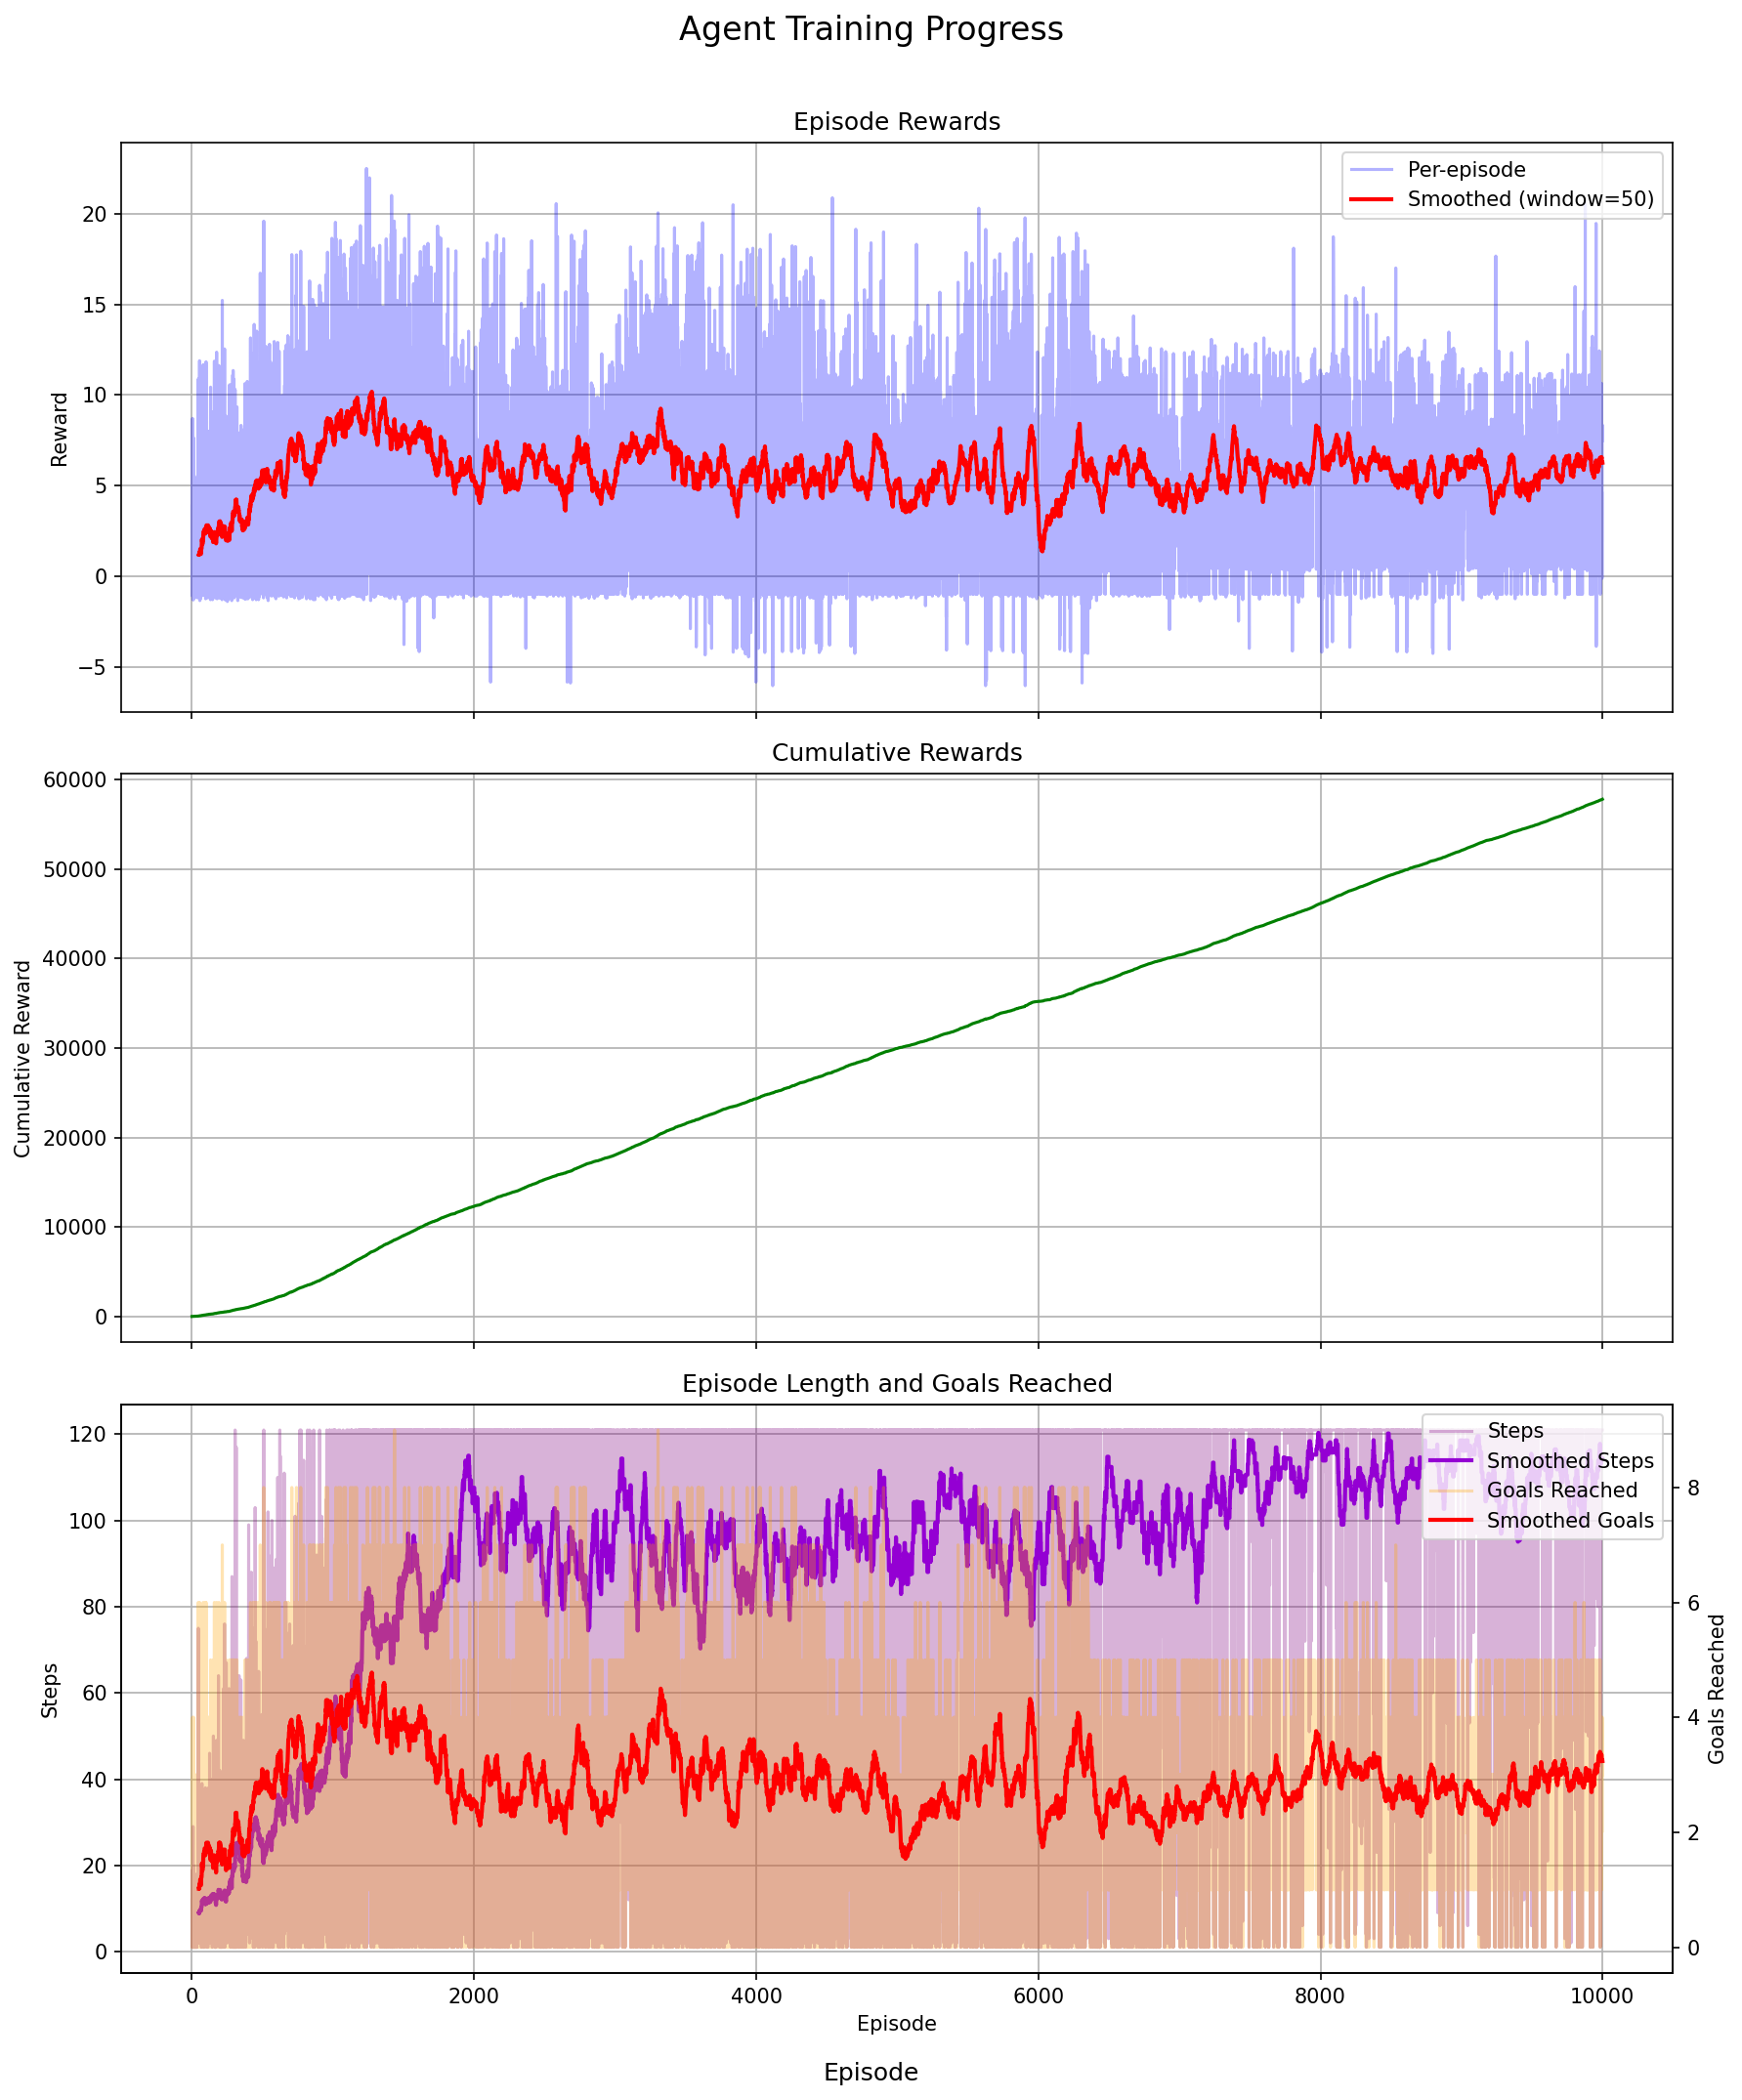 Agent Training Progress
Episode Rewards
Per-episode
Smoothed (window=50)
20
15
10
5
0
−5
Reward
Cumulative Rewards
60000
50000
40000
30000
20000
10000
0
Cumulative Reward
Episode Length and Goals Reached
Steps
Smoothed Steps
Goals Reached
Smoothed Goals
120
100
80
60
40
20
0
Steps
8
6
4
2
0
Goals Reached
0 2000 4000 6000 8000 10000
Episode
Episode